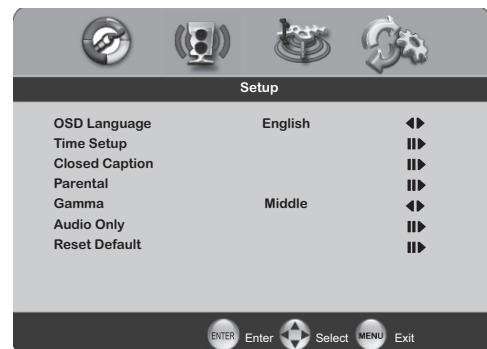 Setup
OSD Language English
Time Setup
Closed Caption
Parental
Gamma Middle
Audio Only
Reset Default
ENTER Enter Select MENU Exit